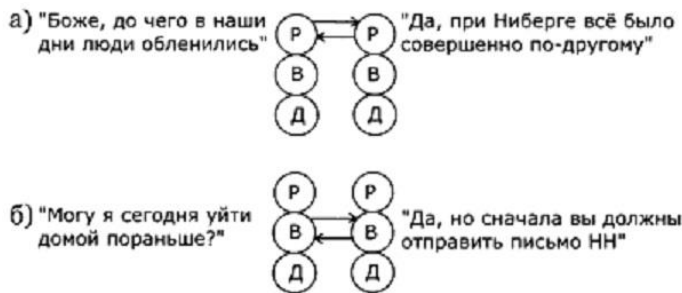 а) "Боже, до чего в наши
дни люди обленились"
Р Р
В В
Д Д
"Да, при Ниберге всё было
совершенно по-другому"
б) "Могу я сегодня уйти
домой пораньше?"
Р Р
В В
Д Д
"Да, но сначала вы должны
отправить письмо НН"